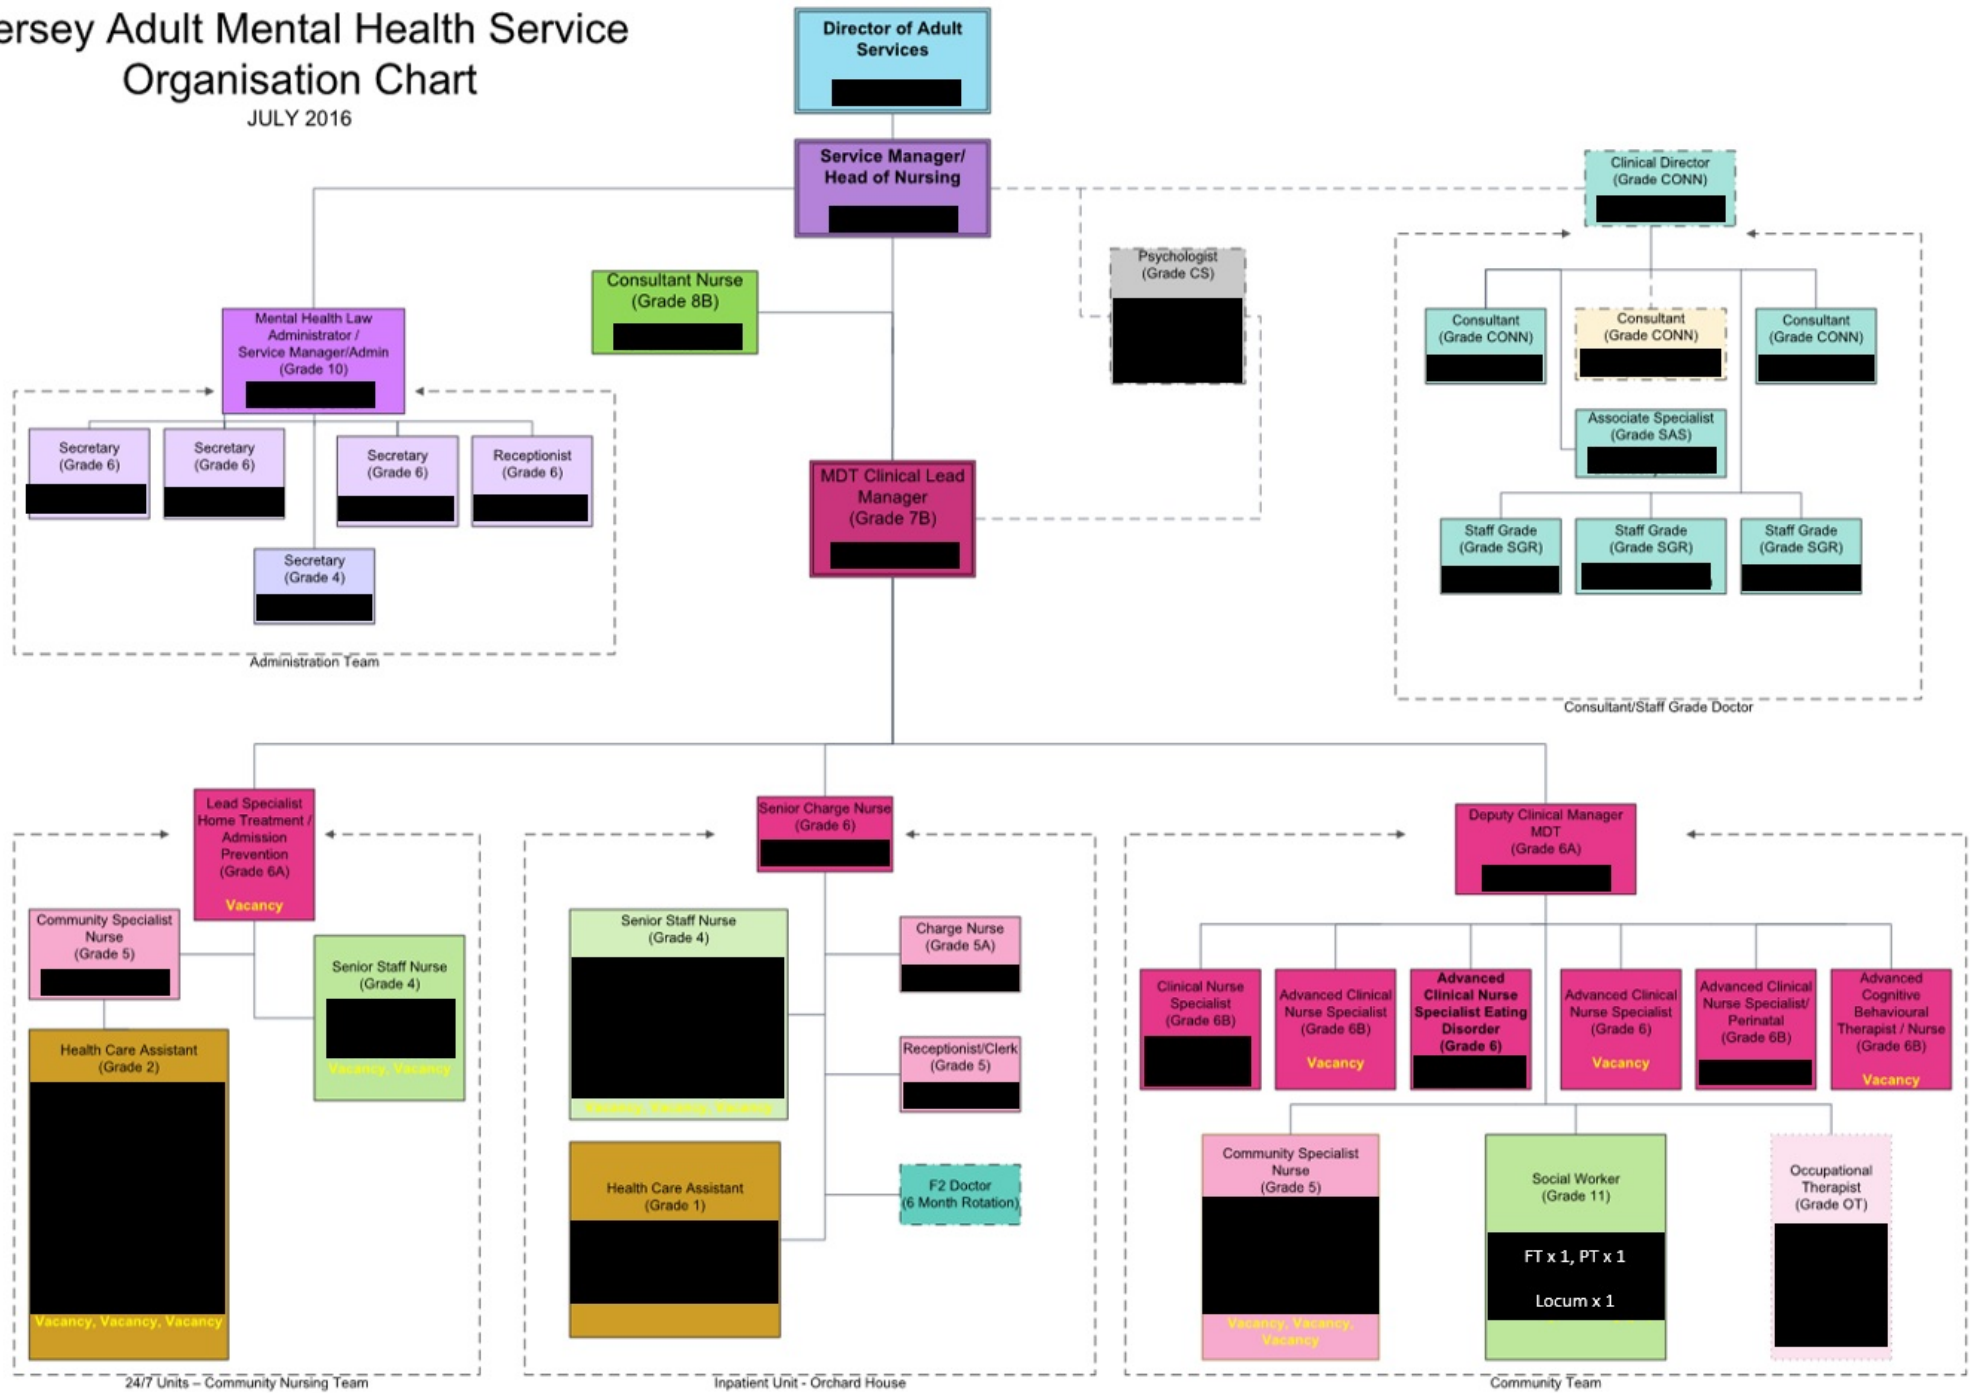 ersey Adult Mental Health Service
Organisation Chart
JULY 2016
Director of Adult
Services
Service Manager/
Head of Nursing
Clinical Director
(Grade CONN)
Psychologist
(Grade CS)
Consultant Nurse
(Grade 8B)
Mental Health Law
Administrator /
Service Manager/Admin
(Grade 10)
Consultant
(Grade CONN)
Consultant
(Grade CONN)
Consultant
(Grade CONN)
Associate Specialist
(Grade SAS)
Secretary
(Grade 6)
Secretary
(Grade 6)
Secretary
(Grade 6)
Receptionist
(Grade 6)
MDT Clinical Lead
Manager
(Grade 7B)
Staff Grade
(Grade SGR)
Staff Grade
(Grade SGR)
Staff Grade
(Grade SGR)
Secretary
(Grade 4)
Administration Team
Consultant/Staff Grade Doctor
Lead Specialist
Home Treatment /
Admission
Prevention
(Grade 6A)
Vacancy
Community Specialist
Nurse
(Grade 5)
Senior Staff Nurse
(Grade 4)
Vacancy, Vacancy
Health Care Assistant
(Grade 2)
Vacancy, Vacancy, Vacancy
24/7 Units – Community Nursing Team
Senior Charge Nurse
(Grade 6)
Senior Staff Nurse
(Grade 4)
Vacancy, Vacancy, Vacancy
Charge Nurse
(Grade 5A)
Receptionist/Clerk
(Grade 5)
Health Care Assistant
(Grade 1)
F2 Doctor
(6 Month Rotation)
Inpatient Unit - Orchard House
Deputy Clinical Manager
MDT
(Grade 6A)
Clinical Nurse
Specialist
(Grade 6B)
Advanced Clinical
Nurse Specialist
(Grade 6B)
Vacancy
Advanced
Clinical Nurse
Specialist Eating
Disorder
(Grade 6)
Advanced Clinical
Nurse Specialist
(Grade 6)
Vacancy
Advanced Clinical
Nurse Specialist/
Perinatal
(Grade 6B)
Advanced
Cognitive
Behavioural
Therapist / Nurse
(Grade 6B)
Vacancy
Community Specialist
Nurse
(Grade 5)
Vacancy, Vacancy,
Vacancy
Social Worker
(Grade 11)
FT x 1, PT x 1
Locum x 1
Occupational
Therapist
(Grade OT)
Community Team